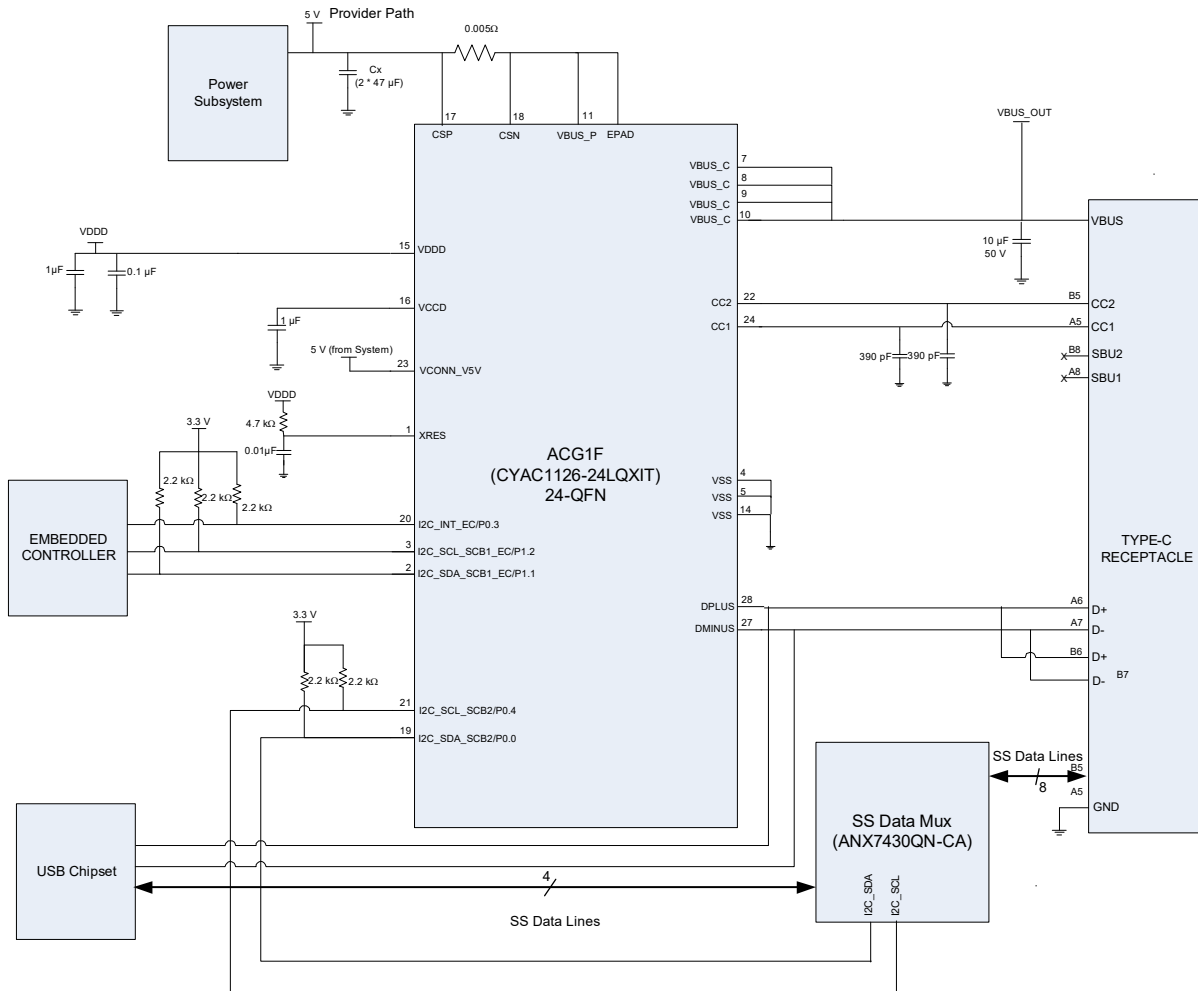 5 V
Provider Path
0.005Ω
Cx
(2 * 47 µF)
Power
Subsystem
17
18
11
CSP
CSN
VBUS_P
EPAD
VBUS_OUT
VBUS_C
7
VBUS_C
8
VBUS_C
9
VBUS_C
10
VBUS
10 µF
50 V
VDDD
15
VDDD
1µF
0.1 µF
16
VCCD
1 µF
CC2
22
B5
CC2
CC1
24
A5
CC1
390 pF
390 pF
B8
SBU2
A8
SBU1
5 V (from System)
23
VCONN_V5V
VDDD
4.7 kΩ
1
XRES
0.01µF
3.3 V
2.2 kΩ
2.2 kΩ
2.2 kΩ
ACG1F
(CYAC1126-24LQXIT)
24-QFN
VSS
4
VSS
5
VSS
14
EMBEDDED
CONTROLLER
20
I2C_INT_EC/P0.3
3
I2C_SCL_SCB1_EC/P1.2
2
I2C_SDA_SCB1_EC/P1.1
TYPE-C
RECEPTACLE
DPLUS
28
A6
D+
DMINUS
27
A7
D-
B6
D+
D-
B7
3.3 V
2.2 kΩ
2.2 kΩ
21
I2C_SCL_SCB2/P0.4
19
I2C_SDA_SCB2/P0.0
SS Data Lines
B5
8
A5
GND
SS Data Mux
(ANX7430QN-CA)
I2C_SDA
I2C_SCL
USB Chipset
4
SS Data Lines